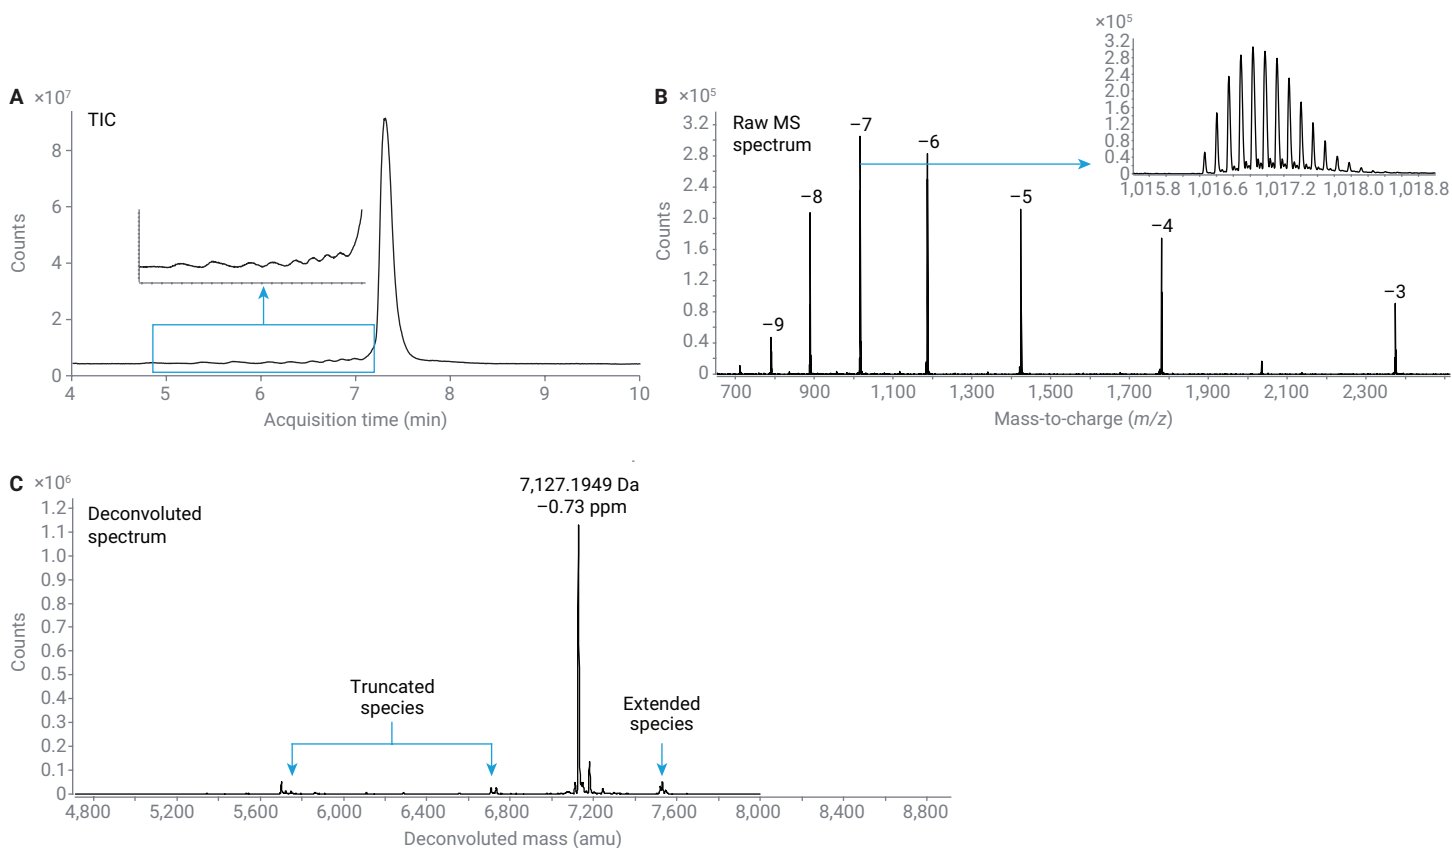 A
×10⁷
TIC
8
6
4
2
0
Counts
4 5 6 7 8 9 10
Acquisition time (min)
B
×10⁵
Raw MS
spectrum
3.2
2.8
2.4
2.0
1.6
1.2
0.8
0.4
0
Counts
−9
−8
−7
−6
−5
−4
−3
700 900 1,100 1,300 1,500 1,700 1,900 2,100 2,300
Mass-to-charge (m/z)
×10⁵
3.2
2.8
2.4
2.0
1.6
1.2
0.8
0.4
0
1,015.8 1,016.6 1,017.2 1,018.0 1,018.8
C
×10⁶
Deconvoluted
spectrum
7,127.1949 Da
−0.73 ppm
1.2
1.1
1.0
0.9
0.8
0.7
0.6
0.5
0.4
0.3
0.2
0.1
0
Counts
Truncated
species
Extended
species
4,800 5,200 5,600 6,000 6,400 6,800 7,200 7,600 8,000 8,400 8,800
Deconvoluted mass (amu)